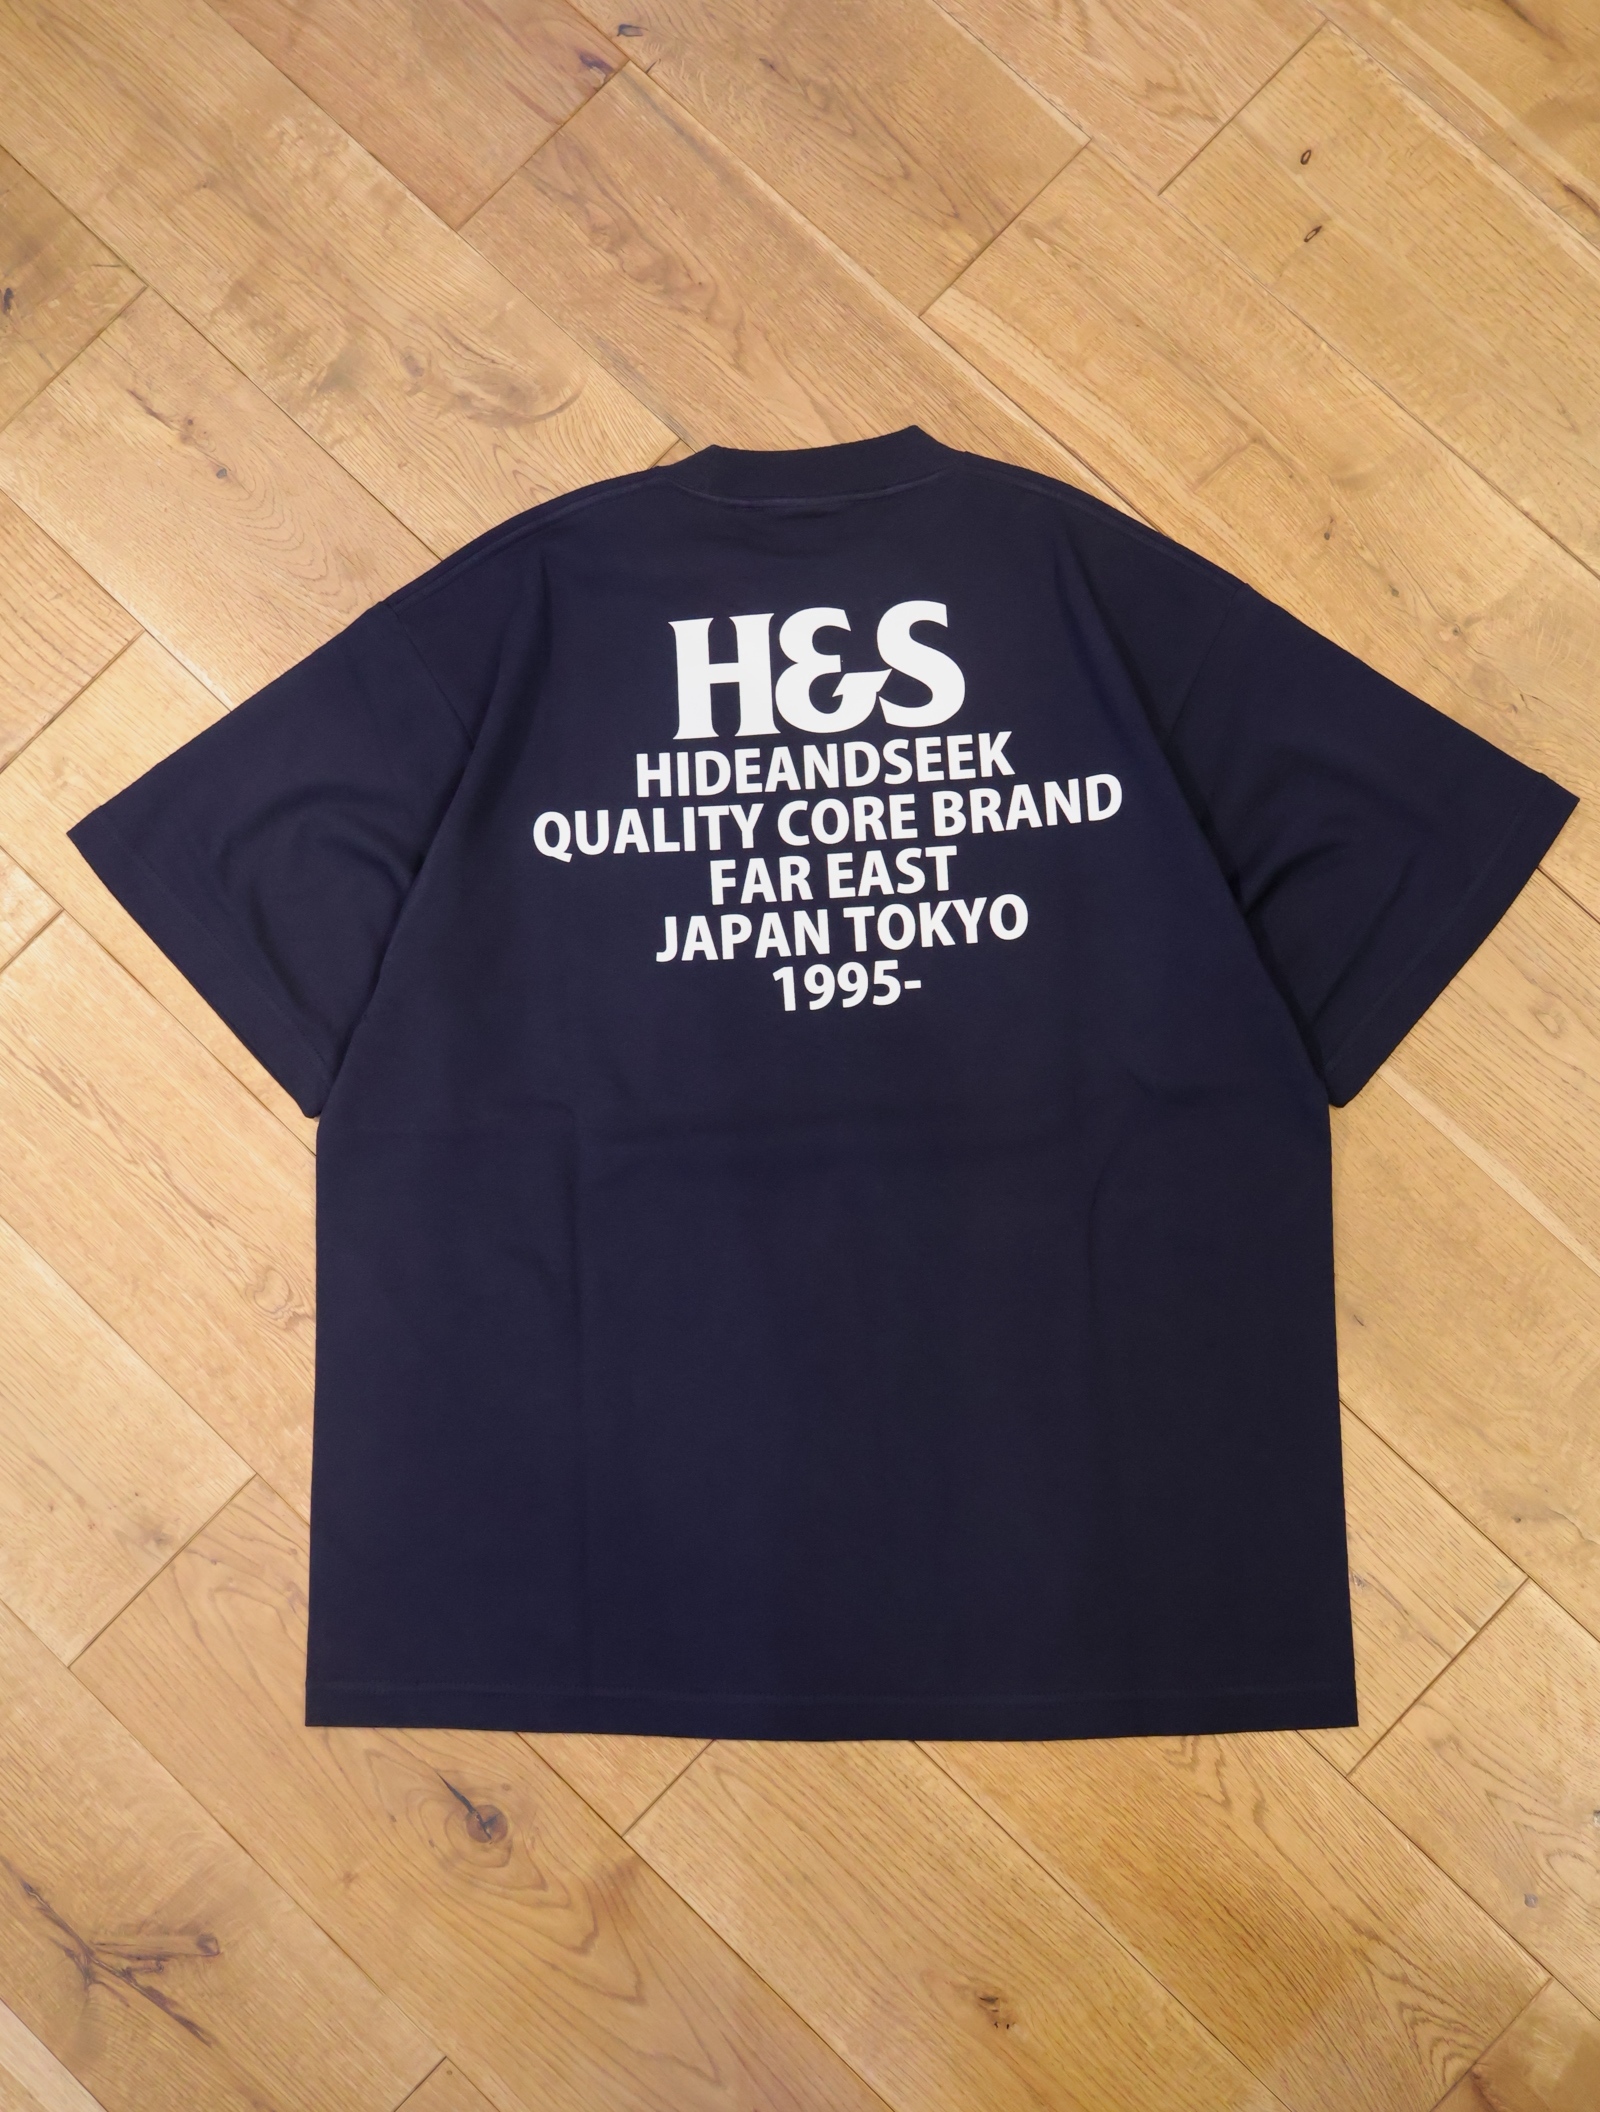 H&S
HIDEANDSEEK
QUALITY CORE BRAND
FAR EAST
JAPAN TOKYO
1995-